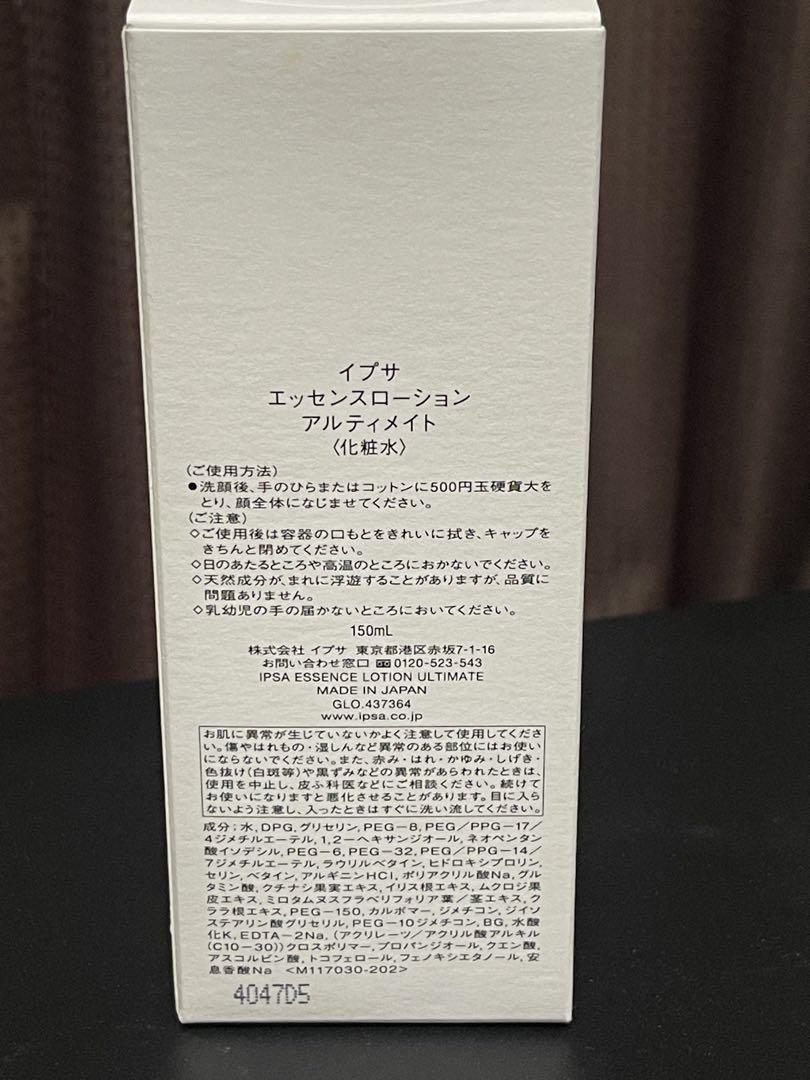 イプサ
エッセンスローション
アルティメイト
〈化粧水〉
（ご使用方法）
●洗顔後、手のひらまたはコットンに500円玉硬貨大を
とり、顔全体になじませてください。
（ご注意）
◇ご使用後は容器の口もとをきれいに拭き、キャップを
きちんと閉めてください。
◇日のあたるところや高温のところにおかないでください。
◇天然成分が、まれに浮遊することがありますが、品質に
問題ありません。
◇乳幼児の手の届かないところにおいてください。
150mL
株式会社 イプサ 東京都港区赤坂7-1-16
お問い合わせ窓口 0120-523-543
IPSA ESSENCE LOTION ULTIMATE
MADE IN JAPAN
GLO.437364
www.ipsa.co.jp
お肌に異常が生じていないかよく注意して使用してくださ
い。傷やはれもの・湿しんなど異常のある部位にはお使い
にならないでください。また、赤み・はれ・かゆみ・しげき・
色抜け（白斑等）や黒ずみなどの異常があらわれたときは、
使用を中止し、皮ふ科医などにご相談ください。続けて
お使いになりますと悪化させることがあります。目に入ら
ないよう注意し、入ったときはすぐに洗い流してください。
成分：水，DPG，グリセリン，PEG－8，PEG／PPG－17／
4ジメチルエーテル，1，2－ヘキサンジオール，ネオペンタン
酸イソデシル，PEG－6，PEG－32，PEG／PPG－14／
7ジメチルエーテル，ラウリルベタイン，ヒドロキシプロリン，
セリン，ベタイン，アルギニンHCl，ポリアクリル酸Na，グル
タミン酸，クチナシ果実エキス，イリス根エキス，ムクロジ果
皮エキス，ミロタムヌスフラベリフォリア葉／茎エキス，ク
ララ根エキス，PEG－150，カルボマー，ジメチコン，ジイソ
ステアリン酸グリセリル，PEG－10ジメチコン，BG，水酸
化K，EDTA－2Na，（アクリレーツ／アクリル酸アルキル
（C10－30））クロスポリマー，プロパンジオール，クエン酸，
アスコルビン酸，トコフェロール，フェノキシエタノール，安
息香酸Na <M117030-202>
4047D5